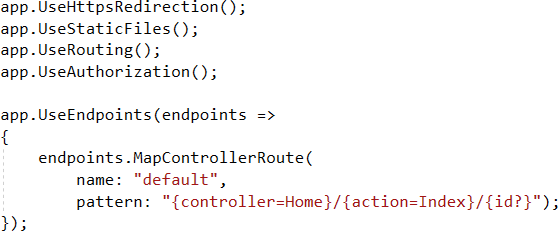 app.UseHttpsRedirection();
app.UseStaticFiles();
app.UseRouting();
app.UseAuthorization();

app.UseEndpoints(endpoints =>
{
    endpoints.MapControllerRoute(
        name: "default",
        pattern: "{controller=Home}/{action=Index}/{id?}");
});